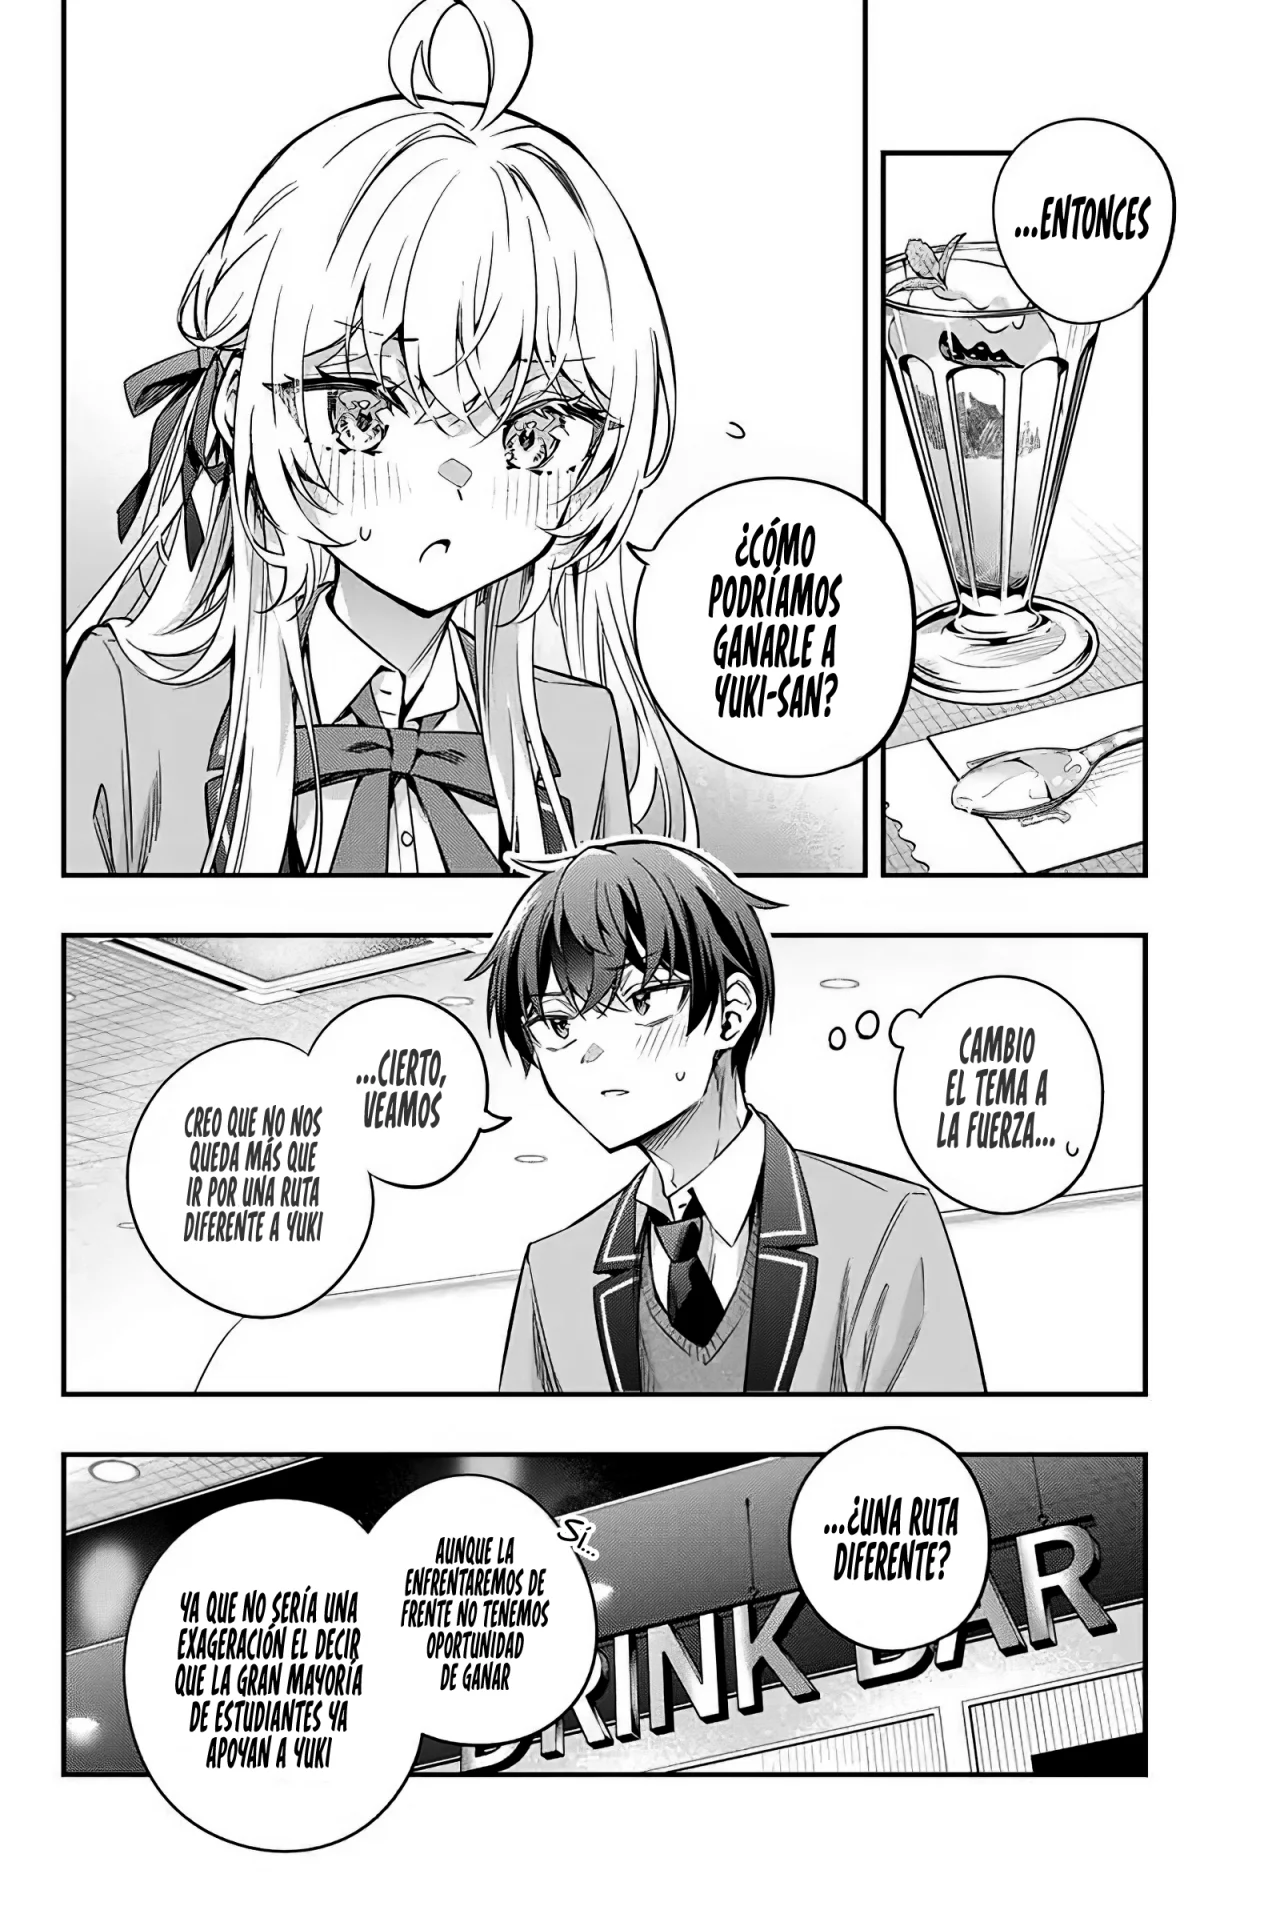 ...ENTONCES
¿CÓMO
PODRÍAMOS
GANARLE A
YUKI-SAN?
CAMBIO
EL TEMA A
LA FUERZA...
...CIERTO,
VEAMOS
CREO QUE NO NOS
QUEDA MÁS QUE
IR POR UNA RUTA
DIFERENTE A YUKI
...¿UNA RUTA
DIFERENTE?
SÍ...
AUNQUE LA
ENFRENTAREMOS DE
FRENTE NO TENEMOS
OPORTUNIDAD
DE GANAR
YA QUE NO SERÍA UNA
EXAGERACIÓN EL DECIR
QUE LA GRAN MAYORÍA
DE ESTUDIANTES YA
APOYAN A YUKI
DRINK BAR